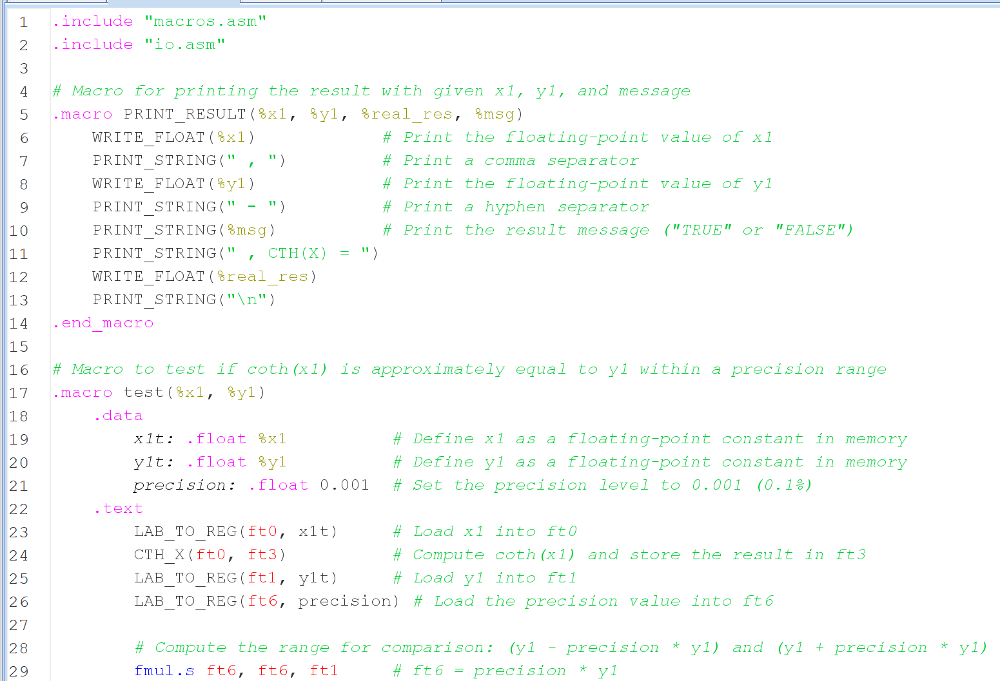 1 .include "macros.asm"
2 .include "io.asm"
3
4 # Macro for printing the result with given x1, y1, and message
5 .macro PRINT_RESULT(%x1, %y1, %real_res, %msg)
6     WRITE_FLOAT(%x1)             # Print the floating-point value of x1
7     PRINT_STRING(" , ")          # Print a comma separator
8     WRITE_FLOAT(%y1)             # Print the floating-point value of y1
9     PRINT_STRING(" - ")          # Print a hyphen separator
10     PRINT_STRING(%msg)           # Print the result message ("TRUE" or "FALSE")
11     PRINT_STRING(" , CTH(X) = ")
12     WRITE_FLOAT(%real_res)
13     PRINT_STRING("\n")
14 .end_macro
15
16 # Macro to test if coth(x1) is approximately equal to y1 within a precision range
17 .macro test(%x1, %y1)
18     .data
19         x1t: .float %x1           # Define x1 as a floating-point constant in memory
20         y1t: .float %y1           # Define y1 as a floating-point constant in memory
21         precision: .float 0.001   # Set the precision level to 0.001 (0.1%)
22     .text
23         LAB_TO_REG(ft0, x1t)      # Load x1 into ft0
24         CTH_X(ft0, ft3)           # Compute coth(x1) and store the result in ft3
25         LAB_TO_REG(ft1, y1t)      # Load y1 into ft1
26         LAB_TO_REG(ft6, precision) # Load the precision value into ft6
27
28         # Compute the range for comparison: (y1 - precision * y1) and (y1 + precision * y1)
29         fmul.s ft6, ft6, ft1      # ft6 = precision * y1